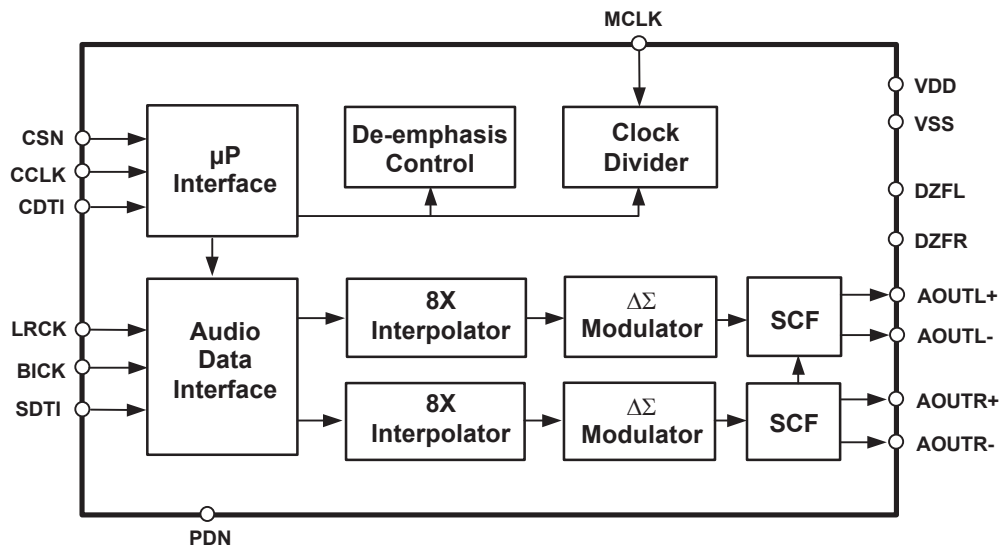 MCLK
VDD
VSS
DZFL
DZFR
CSN
CCLK
CDTI
µP
Interface
De-emphasis
Control
Clock
Divider
LRCK
BICK
SDTI
Audio
Data
Interface
8X
Interpolator
ΔΣ
Modulator
SCF
AOUTL+
AOUTL-
8X
Interpolator
ΔΣ
Modulator
SCF
AOUTR+
AOUTR-
PDN